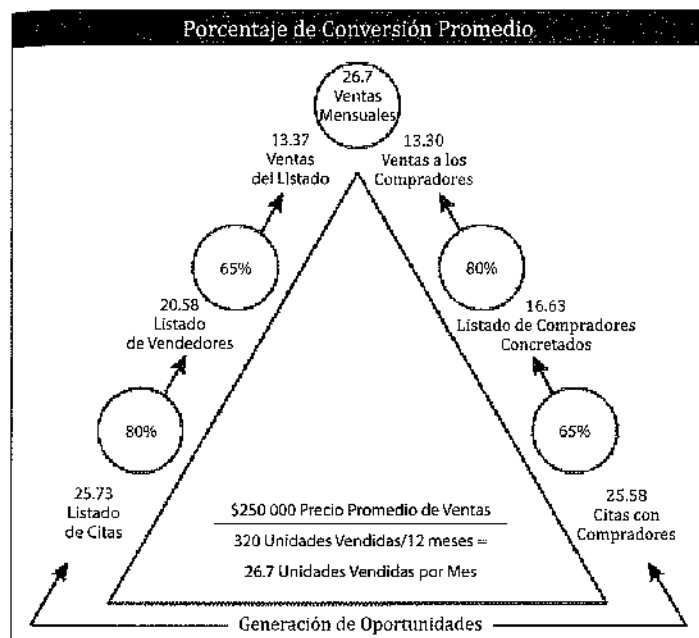 Porcentaje de Conversión Promedio
26.7
Ventas
Mensuales
13.37
Ventas
del Listado
13.30
Ventas a los
Compradores
65%
80%
20.58
Listado
de Vendedores
16.63
Listado de Compradores
Concretados
80%
65%
25.73
Listado
de Citas
$250 000 Precio Promedio de Ventas
320 Unidades Vendidas/12 meses =
26.7 Unidades Vendidas por Mes
25.58
Citas con
Compradores
Generación de Oportunidades